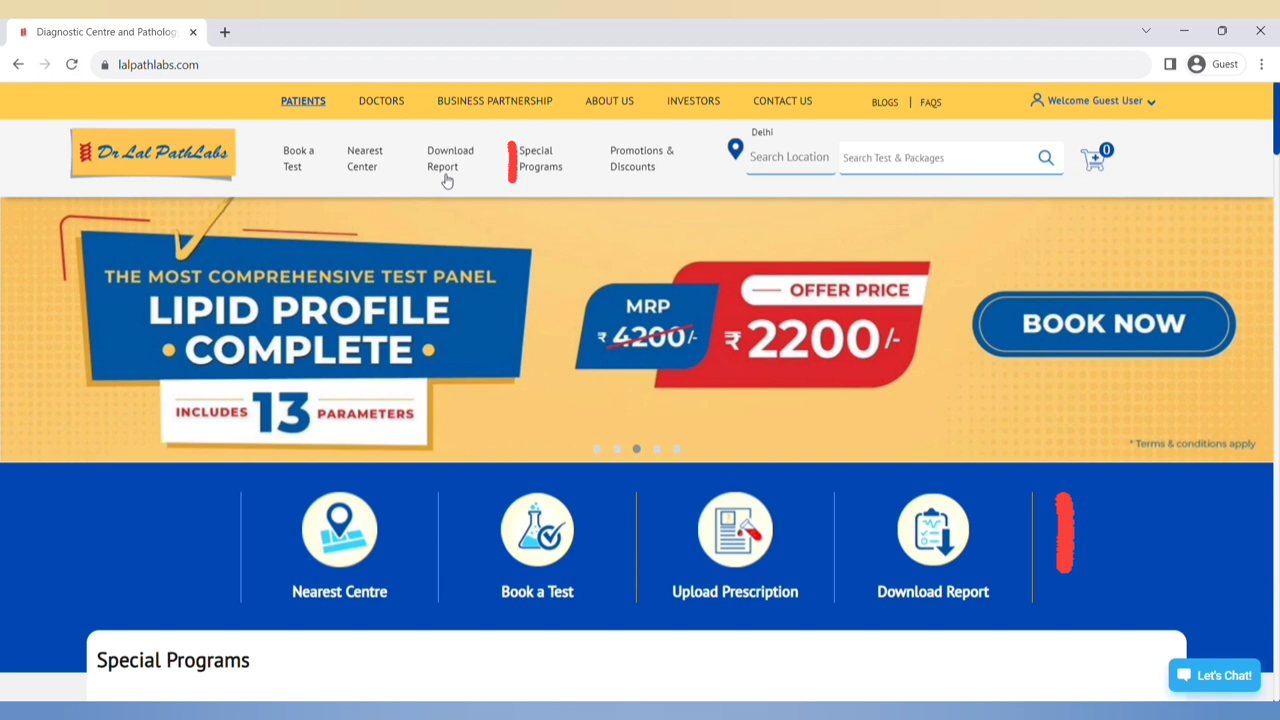 Diagnostic Centre and Patholog
lalpathlabs.com
Guest
PATIENTS DOCTORS BUSINESS PARTNERSHIP ABOUT US INVESTORS CONTACT US BLOGS | FAQS Welcome Guest User
Dr Lal PathLabs
Book a Test
Nearest Center
Download Report
Special Programs
Promotions & Discounts
Delhi
Search Location
Search Test & Packages
0
THE MOST COMPREHENSIVE TEST PANEL
LIPID PROFILE
• COMPLETE •
INCLUDES 13 PARAMETERS
MRP
₹ 4200/-
OFFER PRICE
₹ 2200/-
BOOK NOW
* Terms & conditions apply
Nearest Centre
Book a Test
Upload Prescription
Download Report
Special Programs
Let's Chat!